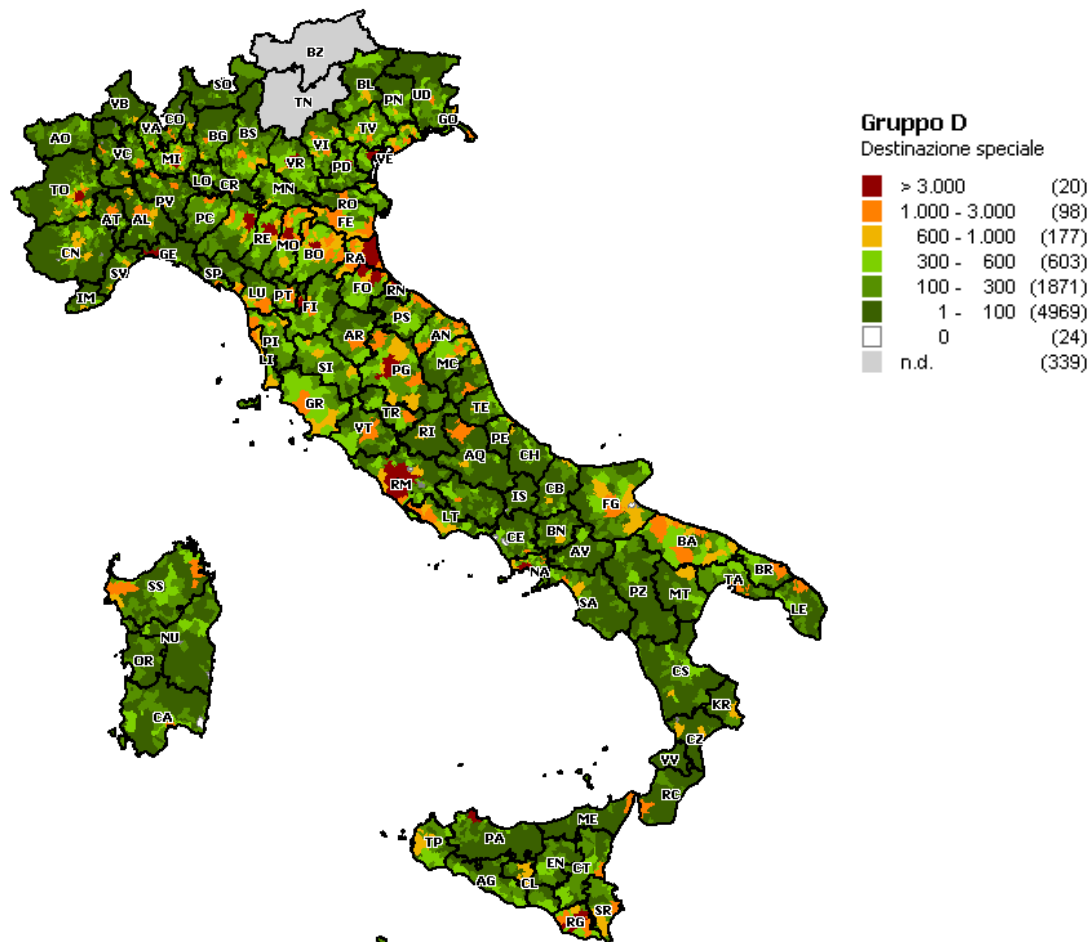 BZ
SO
TN
BL
UD
VB
PN
CO
VA
GO
BG
BS
TV
AO
VI
VC
MI
VR
PD
VE
LO
CR
MN
TO
PV
RO
PC
AT
AL
FE
RE
MO
BO
CN
GE
RA
SV
SP
FO
RN
IM
LU
PT
FI
PS
PI
AR
AN
LI
MC
SI
PG
GR
TR
TE
VT
RI
PE
AQ
CH
RM
IS
CB
FG
LT
CE
BN
BA
AV
NA
BR
PZ
TA
MT
SA
LE
SS
NU
OR
CS
CA
KR
CZ
VV
RC
ME
TP
PA
EN
CT
AG
CL
RG
SR
Gruppo D
Destinazione speciale
> 3.000 (20)
1.000 - 3.000 (98)
600 - 1.000 (177)
300 - 600 (603)
100 - 300 (1871)
1 - 100 (4969)
0 (24)
n.d. (339)